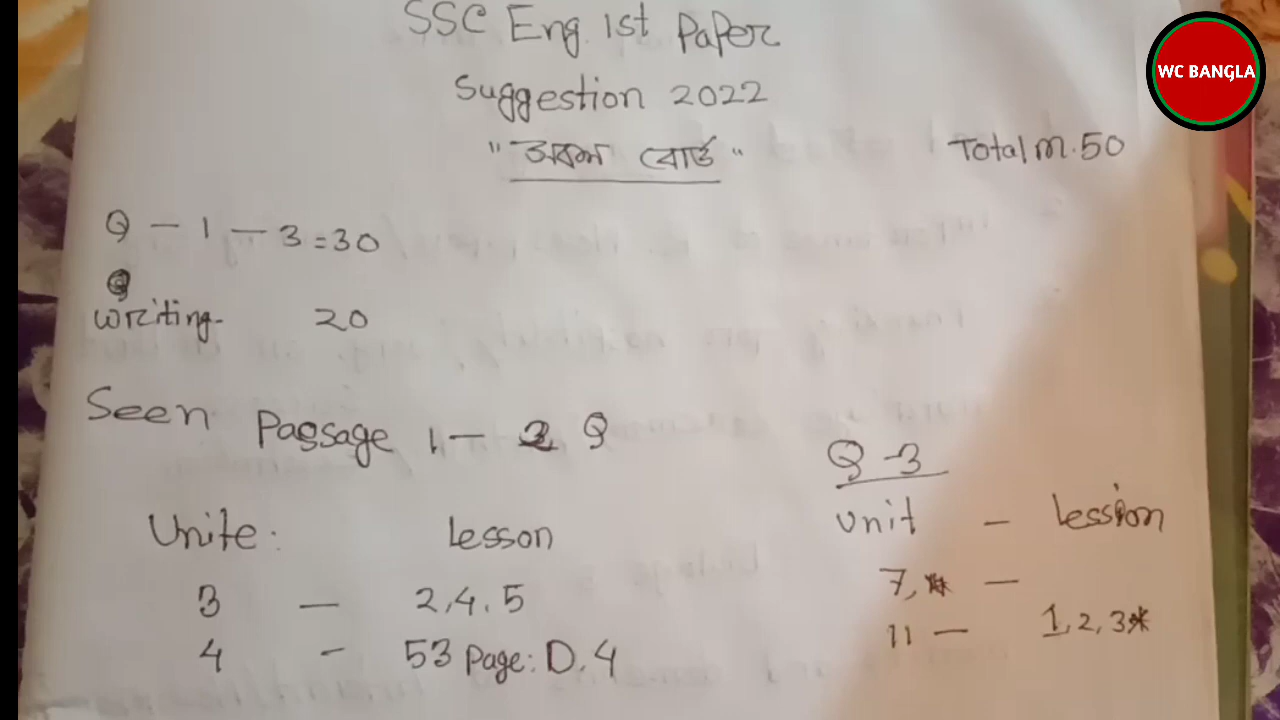 SSC Eng 1st Paper
WC BANGLA
Suggestion 2022
"সকল বোর্ড"
Total m. 50
Q - 1 - 3 = 30
Writing- 20
Seen Passage 1 - 2 Q
Unite: Lesson
3 - 2,4,5
4 - 53 Page: D.4
Q-3
Unit - Lession
7, * -
11 - 1,2,3*